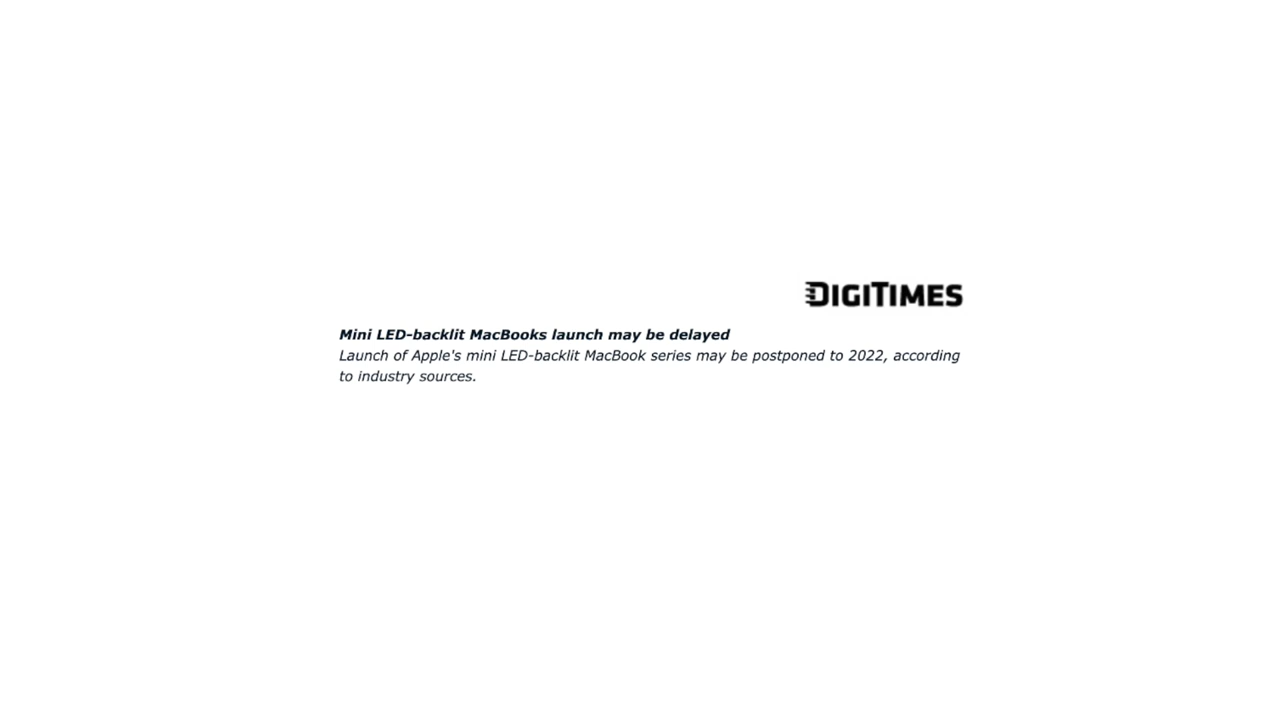 DIGITIMES
Mini LED-backlit MacBooks launch may be delayed
Launch of Apple's mini LED-backlit MacBook series may be postponed to 2022, according
to industry sources.